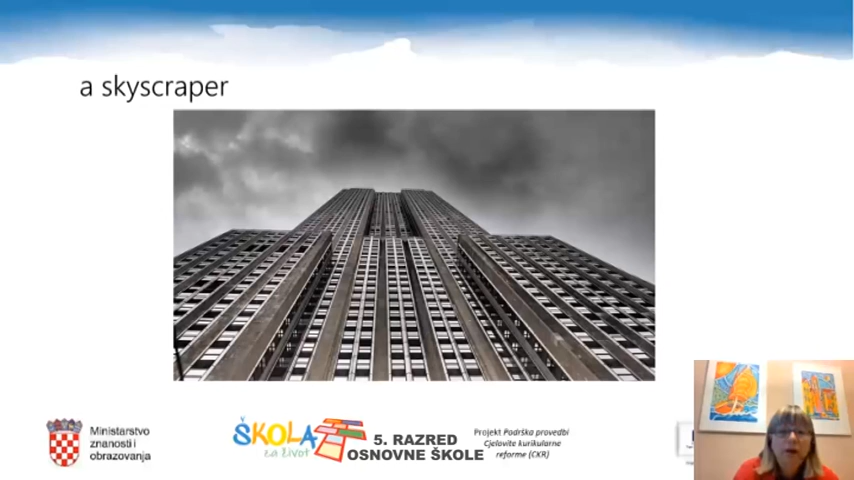 a skyscraper
Ministarstvo
znanosti i
obrazovanja
ŠKOLA
za život
5. RAZRED
OSNOVNE ŠKOLE
Projekt Podrška provedbi
Cjelovite kurikularne
reforme (CKR)